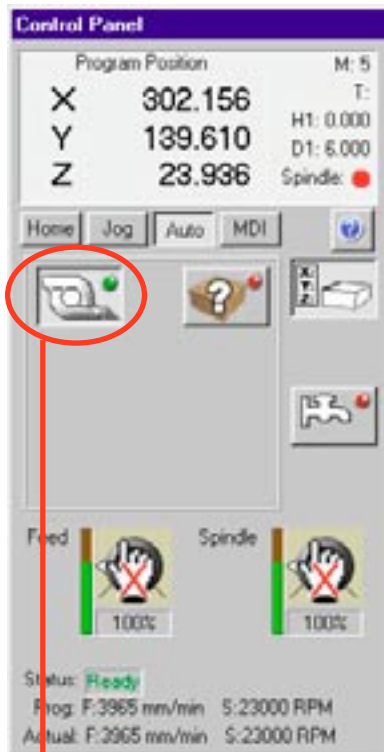 Control Panel
Program Position M: 5
X 302.156 T:
Y 139.610 H1: 0.000
Z 23.936 D1: 6.000
Spindle:
Home Jog Auto MDI
?
X:
Y:
Z:
Feed Spindle
100% 100%
Status: Ready
Prog: F:3965 mm/min S:23000 RPM
Actual: F:3965 mm/min S:23000 RPM